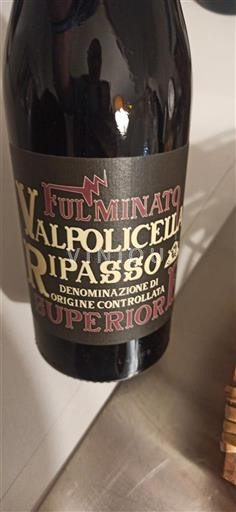 FULMINATO
VALPOLICELLA
RIPASSO
DENOMINAZIONE DI
ORIGINE CONTROLLATA
SUPERIORE